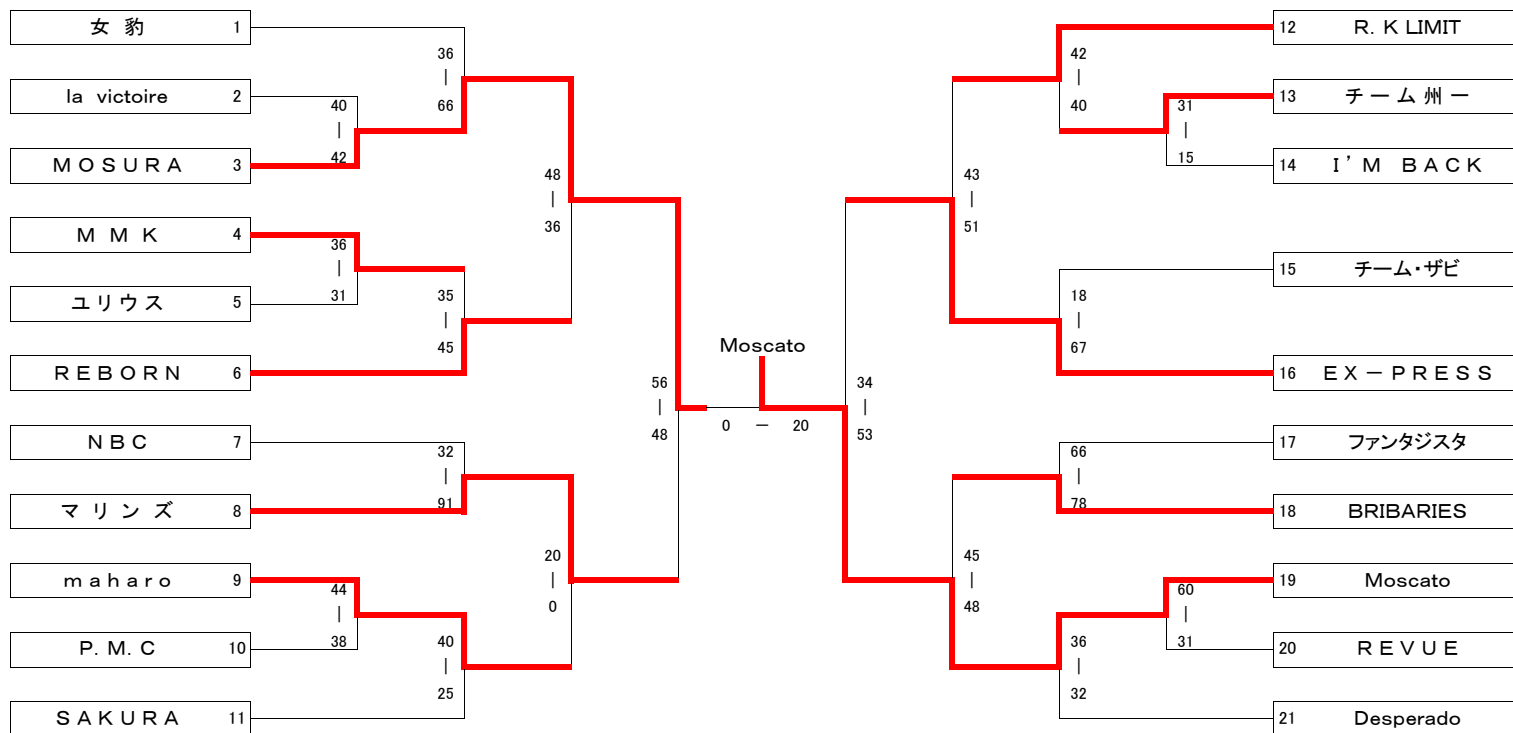 女 豹 1
la victoire 2
MOSURA 3
M M K 4
ユリウス 5
REBORN 6
NBC 7
マリンズ 8
maharo 9
P.M.C 10
SAKURA 11
36
|
66
40
|
42
36
|
31
35
|
45
48
|
36
32
|
91
44
|
38
40
|
25
20
|
0
56
|
48
Moscato
0 － 20
34
|
53
43
|
51
42
|
40
31
|
15
18
|
67
66
|
78
45
|
48
60
|
31
36
|
32
12 R.K LIMIT
13 チーム州一
14 I'M BACK
15 チーム・ザビ
16 EX－PRESS
17 ファンタジスタ
18 BRIBARIES
19 Moscato
20 REVUE
21 Desperado